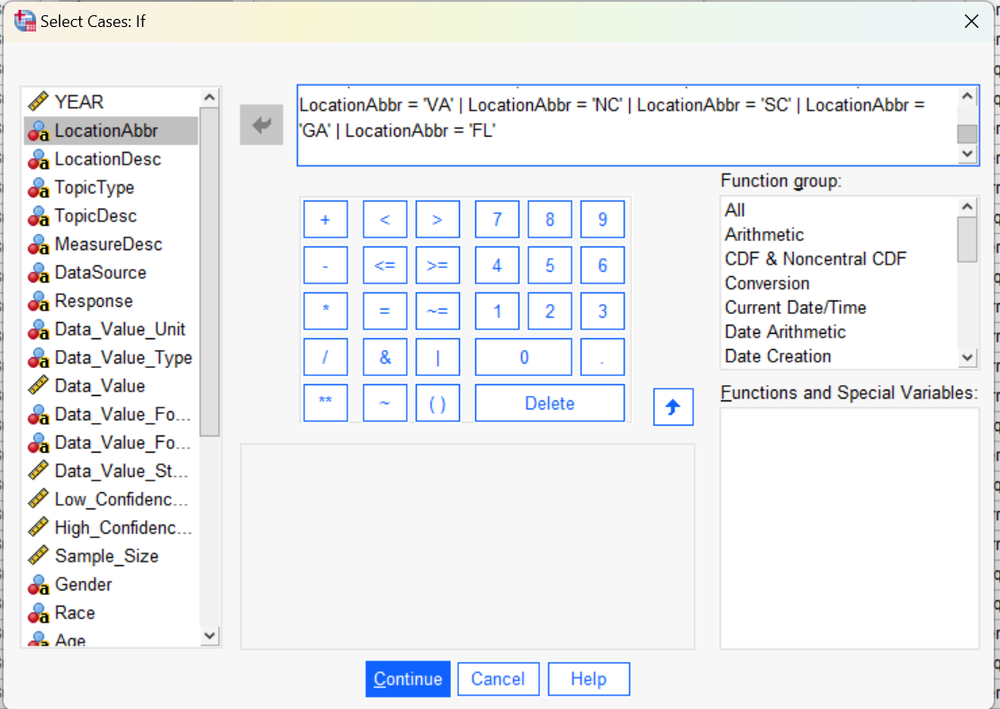 Select Cases: If
YEAR
LocationAbbr
LocationDesc
TopicType
TopicDesc
MeasureDesc
DataSource
Response
Data_Value_Unit
Data_Value_Type
Data_Value
Data_Value_Fo...
Data_Value_Fo...
Data_Value_St...
Low_Confidenc...
High_Confidenc...
Sample_Size
Gender
Race
Age
LocationAbbr = 'VA' | LocationAbbr = 'NC' | LocationAbbr = 'SC' | LocationAbbr =
'GA' | LocationAbbr = 'FL'
+ < > 7 8 9
- <= >= 4 5 6
* = ~= 1 2 3
/ & | 0 .
** ~ ( ) Delete
Function group:
All
Arithmetic
CDF & Noncentral CDF
Conversion
Current Date/Time
Date Arithmetic
Date Creation
Functions and Special Variables:
Continue Cancel Help